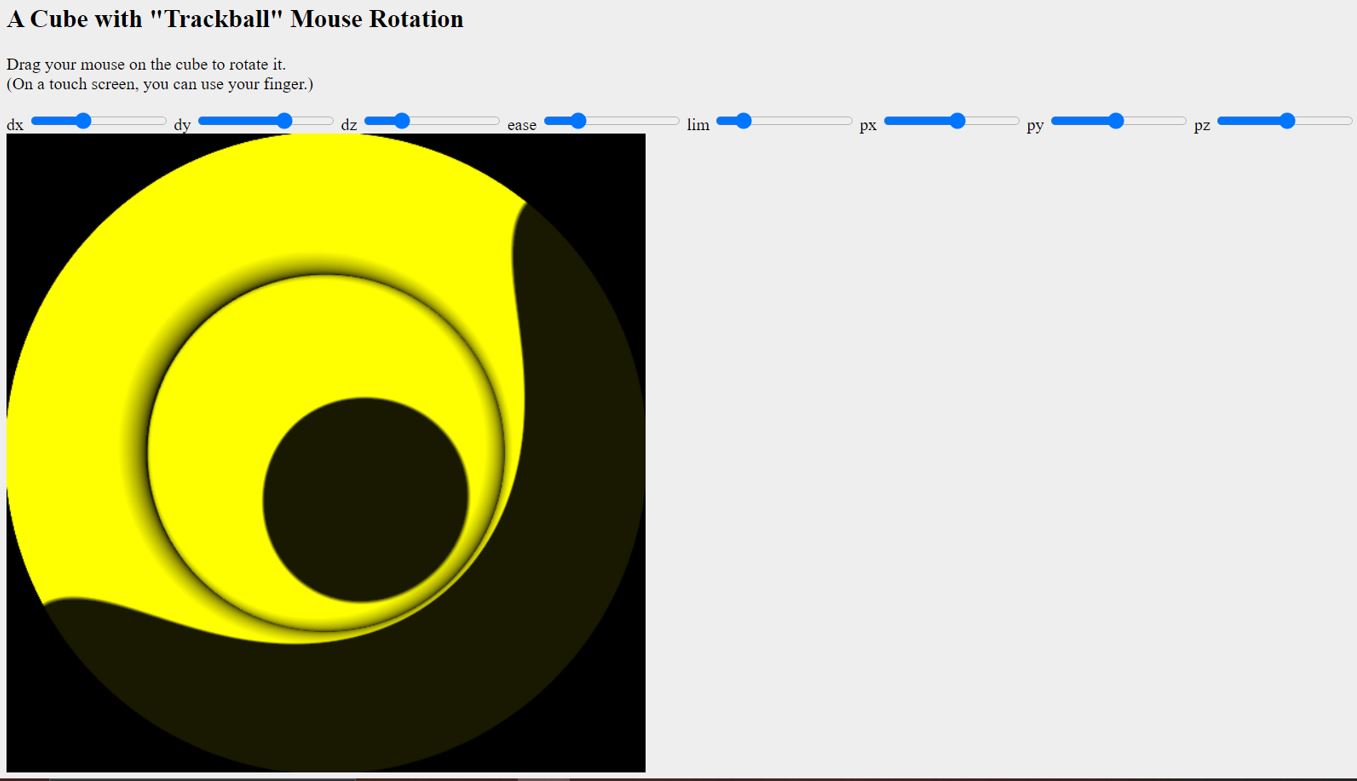 A Cube with "Trackball" Mouse Rotation
Drag your mouse on the cube to rotate it.
(On a touch screen, you can use your finger.)
dx dy dz ease lim px py pz